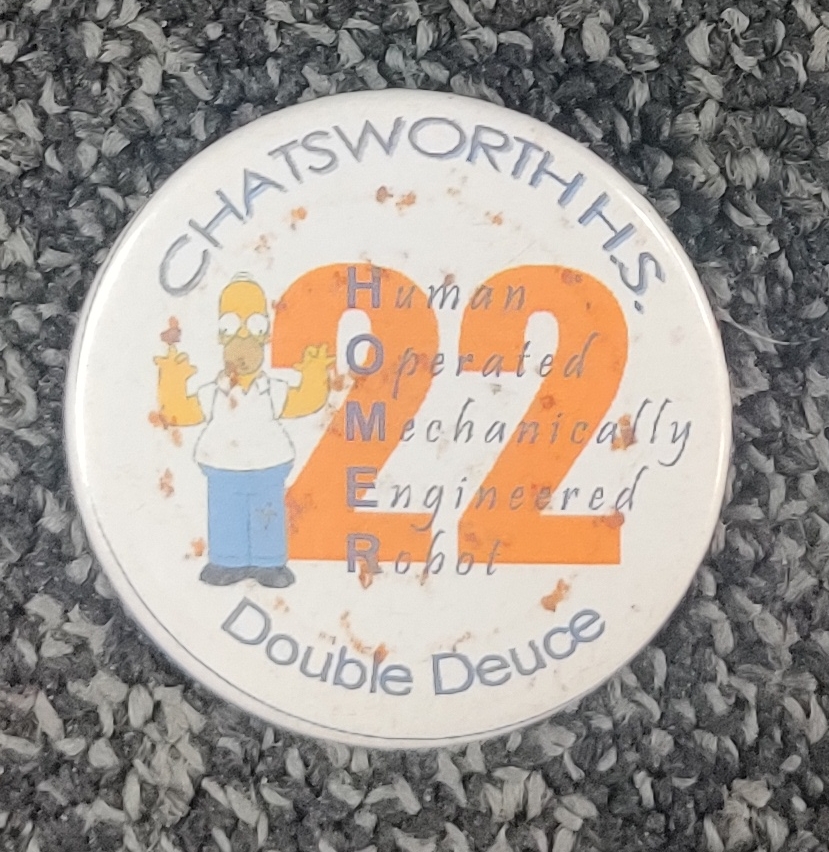 CHATSWORTH H.S.
22
Human
Operated
Mechanically
Engineered
Robot
Double Deuce